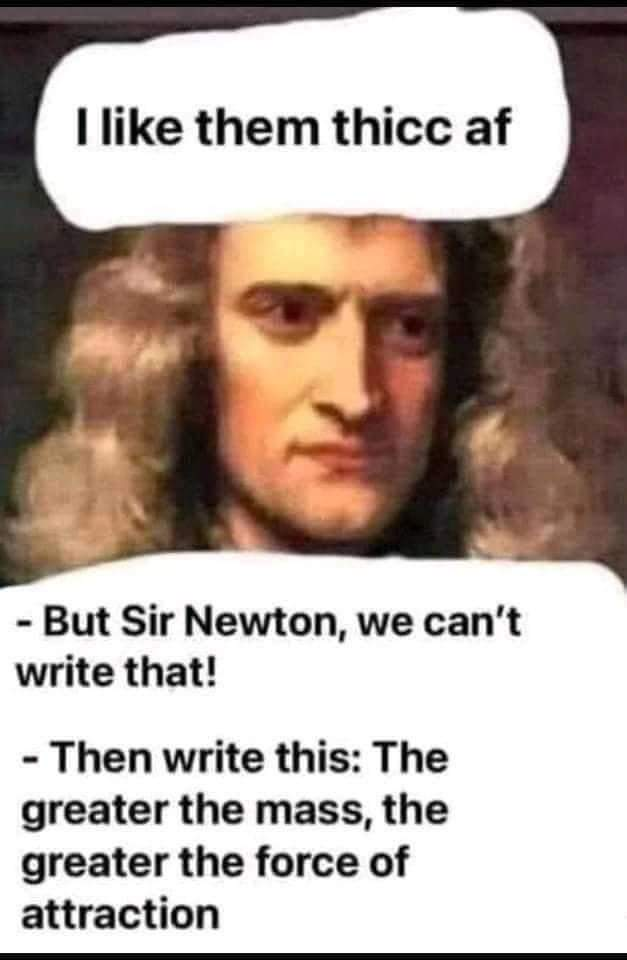 I like them thicc af
- But Sir Newton, we can't
write that!
- Then write this: The
greater the mass, the
greater the force of
attraction